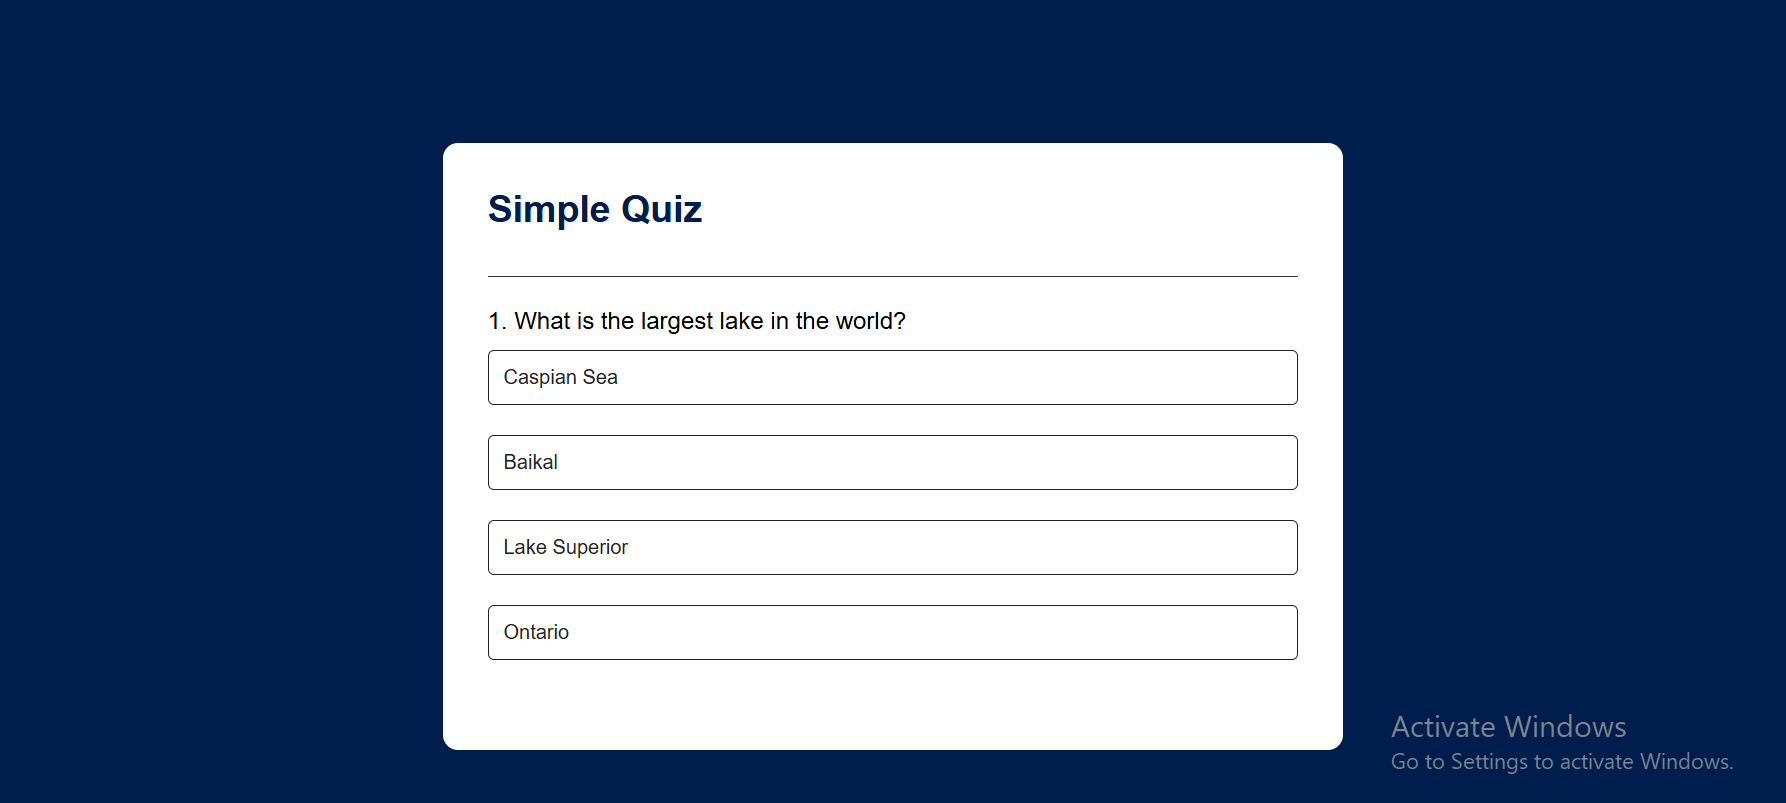 Simple Quiz
1. What is the largest lake in the world?
Caspian Sea
Baikal
Lake Superior
Ontario
Activate Windows
Go to Settings to activate Windows.